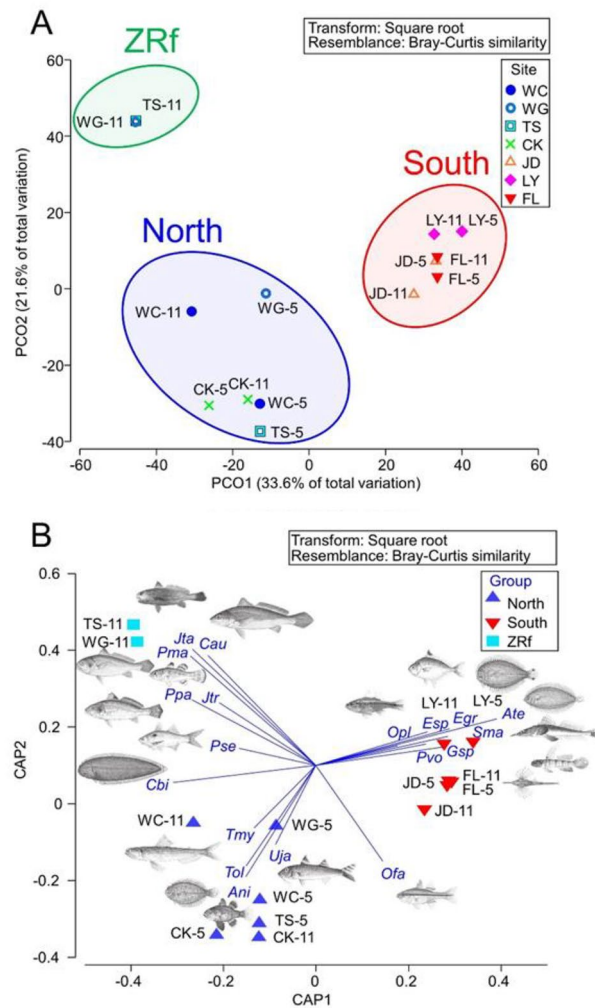 A
ZRf
Transform: Square root
Resemblance: Bray-Curtis similarity
Site
WC
WG
TS
CK
JD
LY
FL
TS-11
WG-11
South
LY-11 LY-5
JD-5 FL-11
FL-5
JD-11
North
WC-11
WG-5
CK-5 CK-11
WC-5
TS-5
PCO2 (21.6% of total variation)
60
40
20
0
-20
-40
-60 -40 -20 0 20 40 60
PCO1 (33.6% of total variation)
B
Transform: Square root
Resemblance: Bray-Curtis similarity
Group
North
South
ZRf
TS-11
WG-11
Jta Cau
Pma
Ppa Jtr
Pse
Cbi
LY-11 LY-5
Esp Egr Ate
Opl Sma
Pvo Gsp
JD-5 FL-11
FL-5
JD-11
WC-11
WG-5
Tmy
Uja
Tol
Ani
Ofa
WC-5
TS-5
CK-5 CK-11
CAP2
0.6
0.4
0.2
0
-0.2
-0.4
-0.4 -0.2 0 0.2 0.4 0.6
CAP1